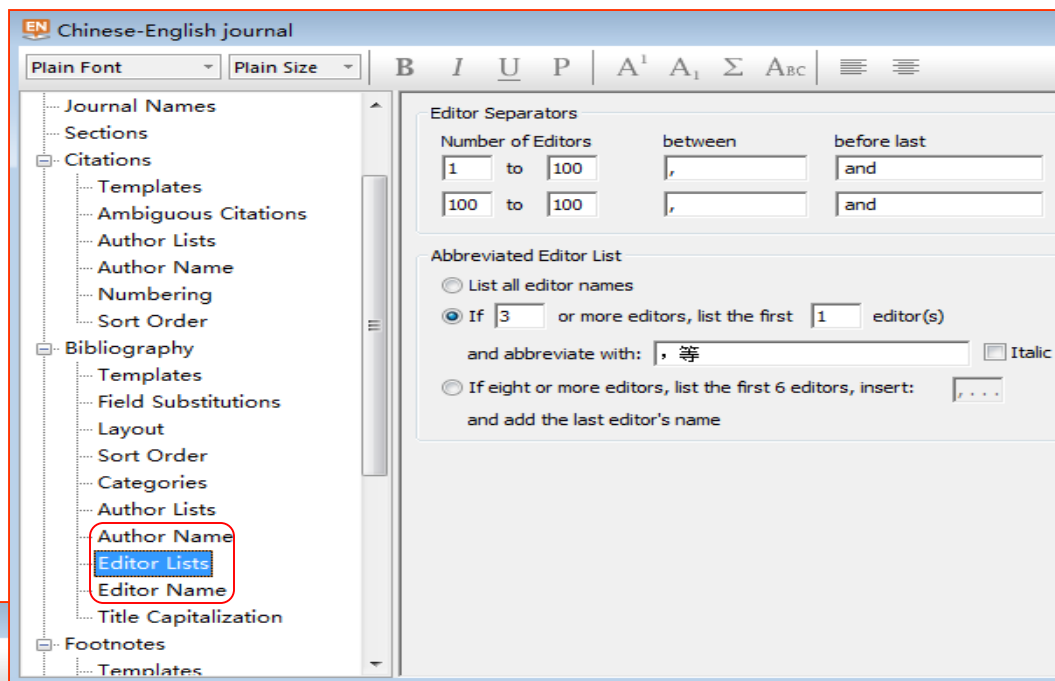 EN Chinese-English journal
Plain Font Plain Size B I U P A¹ A₁ Σ ABC
Journal Names
Sections
Citations
Templates
Ambiguous Citations
Author Lists
Author Name
Numbering
Sort Order
Bibliography
Templates
Field Substitutions
Layout
Sort Order
Categories
Author Lists
Author Name
Editor Lists
Editor Name
Title Capitalization
Footnotes
Templates
Editor Separators
Number of Editors between before last
1 to 100 , and
100 to 100 , and
Abbreviated Editor List
List all editor names
If 3 or more editors, list the first 1 editor(s)
and abbreviate with: ，等 Italic
If eight or more editors, list the first 6 editors, insert: , . . .
and add the last editor's name